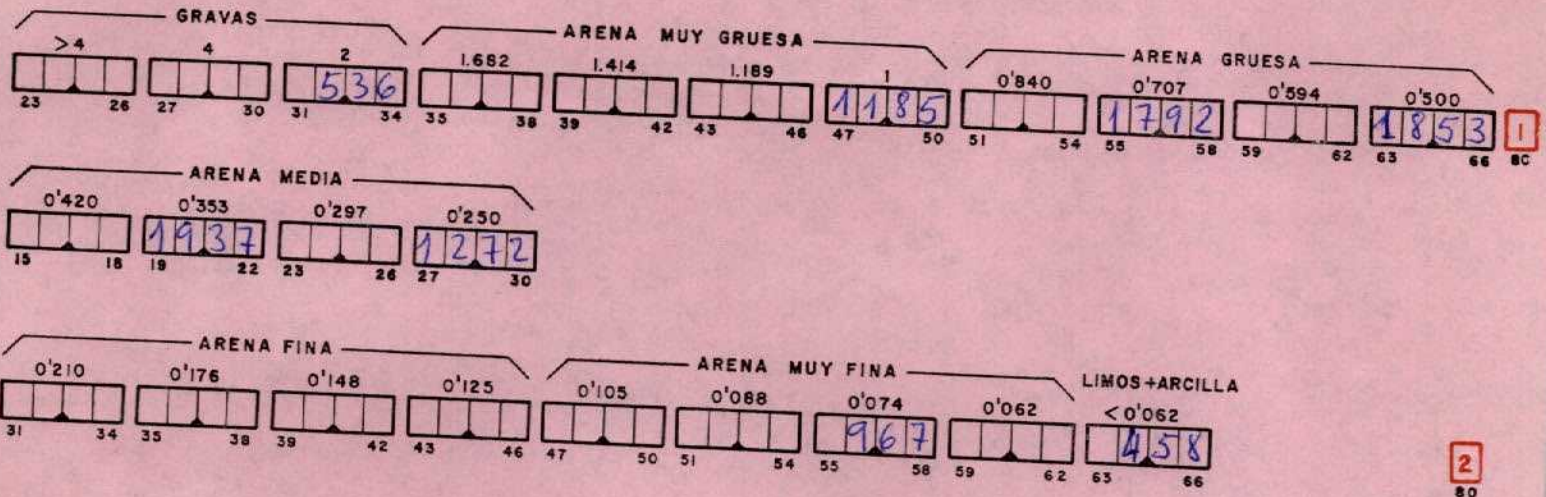 GRAVAS ARENA MUY GRUESA ARENA GRUESA
>4 4 2 1.682 1.414 1.189 1 0'840 0'707 0'594 0'500
536 1185 1792 1853 1
23 26 27 30 31 34 35 38 39 42 43 46 47 50 51 54 55 58 59 62 63 66 80
ARENA MEDIA
0'420 0'353 0'297 0'250
1937 1272
15 18 19 22 23 26 27 30
ARENA FINA ARENA MUY FINA LIMOS+ARCILLA
0'210 0'176 0'148 0'125 0'105 0'088 0'074 0'062 <0'062
967 458
31 34 35 38 39 42 43 46 47 50 51 54 55 58 59 62 63 66
2
80